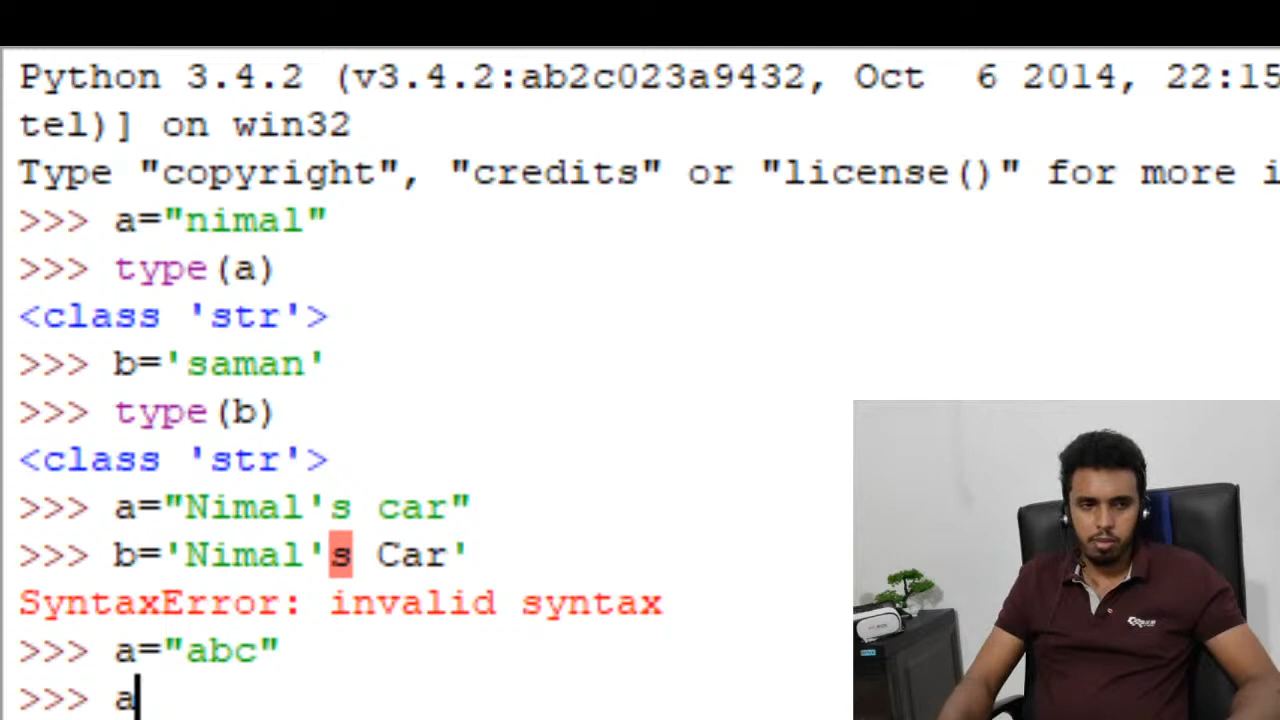 Python 3.4.2 (v3.4.2:ab2c023a9432, Oct  6 2014, 22:15
tel)] on win32
Type "copyright", "credits" or "license()" for more i
>>> a="nimal"
>>> type(a)
<class 'str'>
>>> b='saman'
>>> type(b)
<class 'str'>
>>> a="Nimal's car"
>>> b='Nimal's Car'
SyntaxError: invalid syntax
>>> a="abc"
>>> a